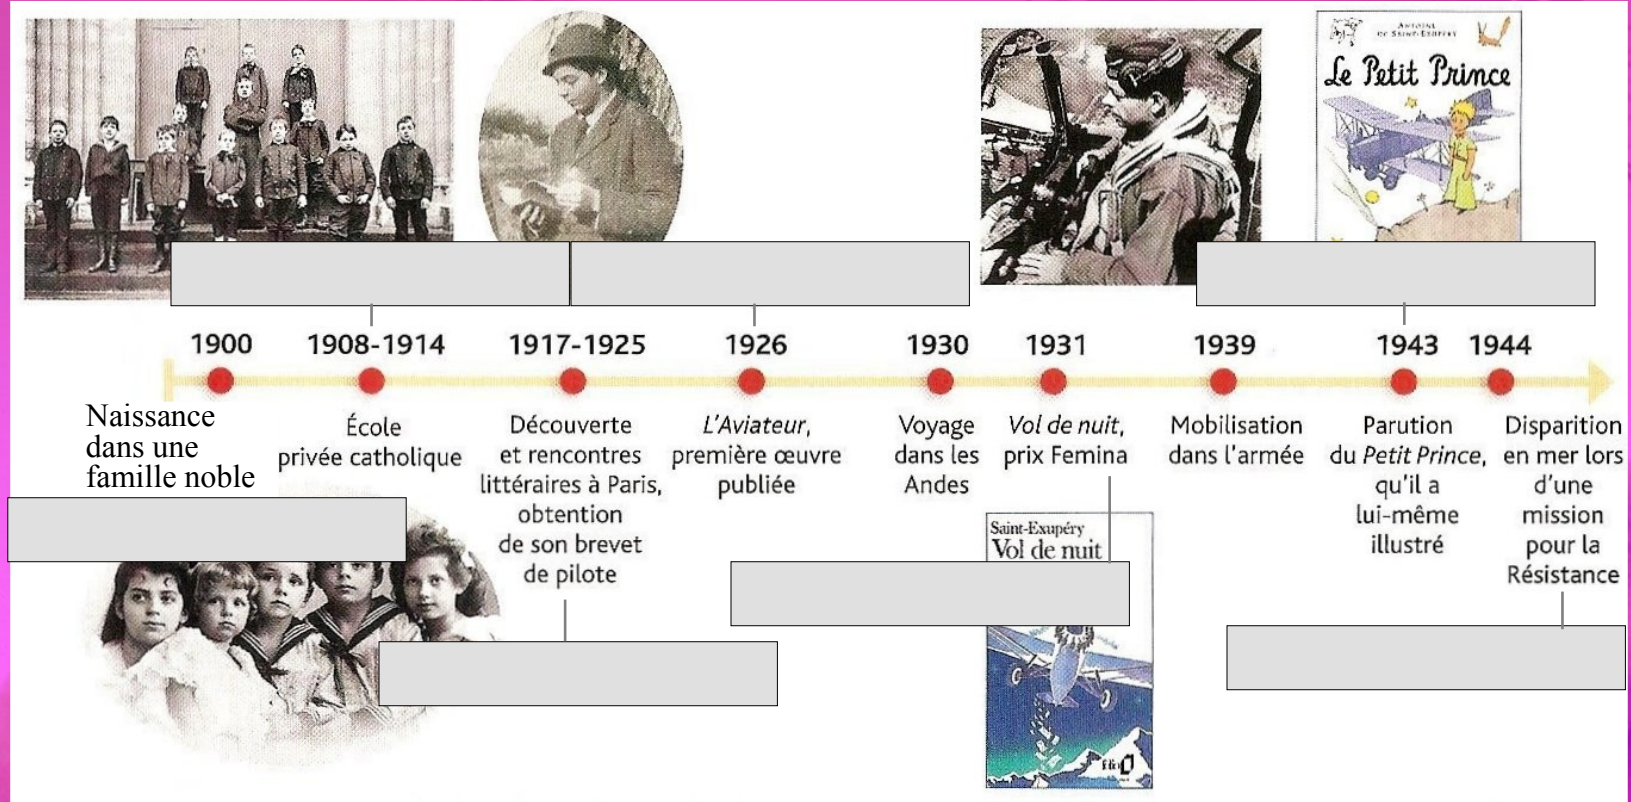 ANTOINE
DE SAINT-EXUPÉRY
Le Petit Prince
1900
1908-1914
1917-1925
1926
1930
1931
1939
1943
1944
Naissance
dans une
famille noble
École
privée catholique
Découverte
et rencontres
littéraires à Paris,
obtention
de son brevet
de pilote
L'Aviateur,
première œuvre
publiée
Voyage
dans les
Andes
Vol de nuit,
prix Femina
Mobilisation
dans l'armée
Parution
du Petit Prince,
qu'il a
lui-même
illustré
Disparition
en mer lors
d'une
mission
pour la
Résistance
Saint-Exupéry
Vol de nuit
folio